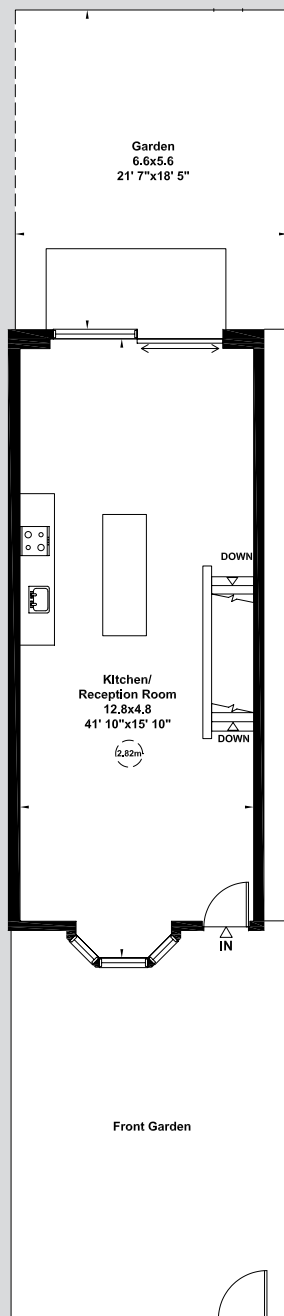 Garden
6.6x5.6
21' 7"x18' 5"
DOWN
KItchen/
Reception Room
12.8x4.8
41' 10"x15' 10"
2.82m
DOWN
IN
Front Garden